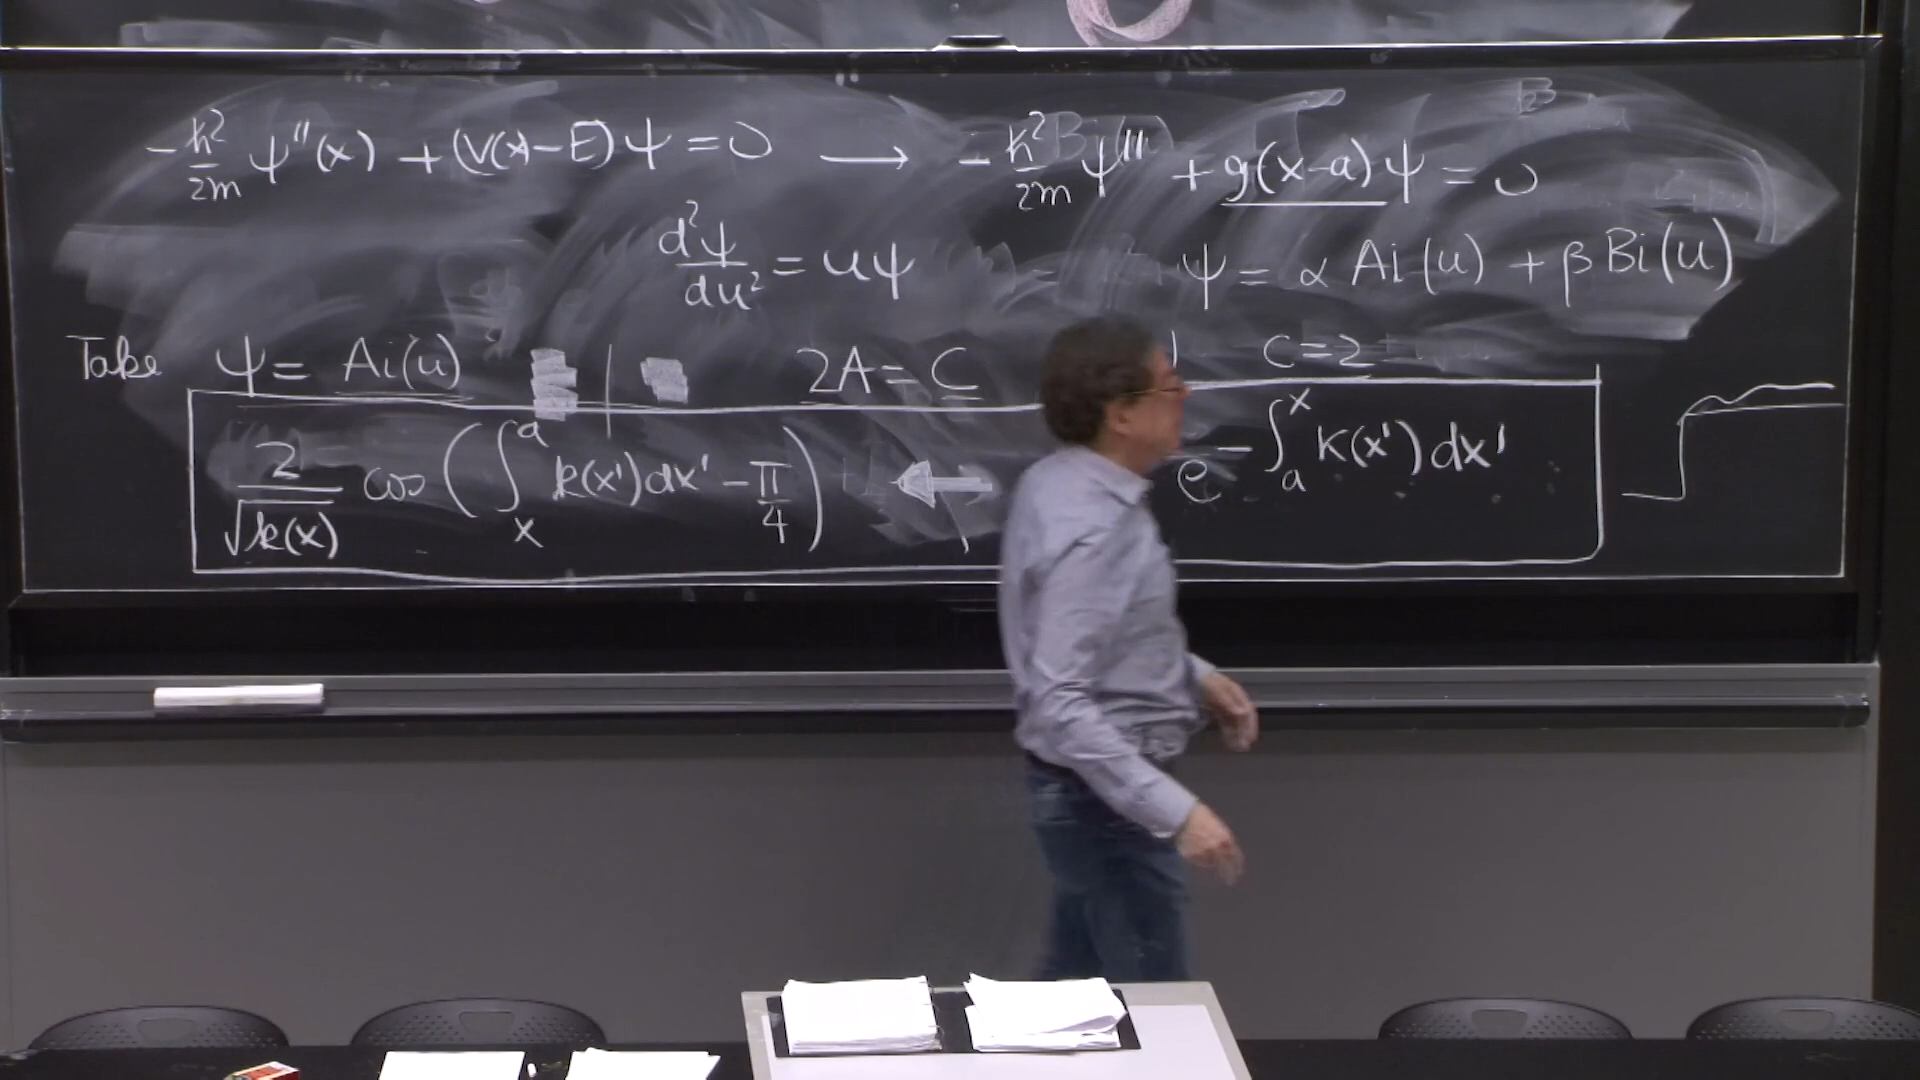 -ħ²/2m ψ''(x) + (V(x)-E)ψ = 0 ⟶ -ħ²/2m ψ'' + g(x-a)ψ = 0
d²ψ/du² = uψ ψ = α Ai(u) + β Bi(u)
Take ψ = Ai(u) 2A = C C=2
2/√k(x) cos(∫ₓᵃ k(x')dx' - π/4) ⇐ e^-∫ₐˣ κ(x')dx'